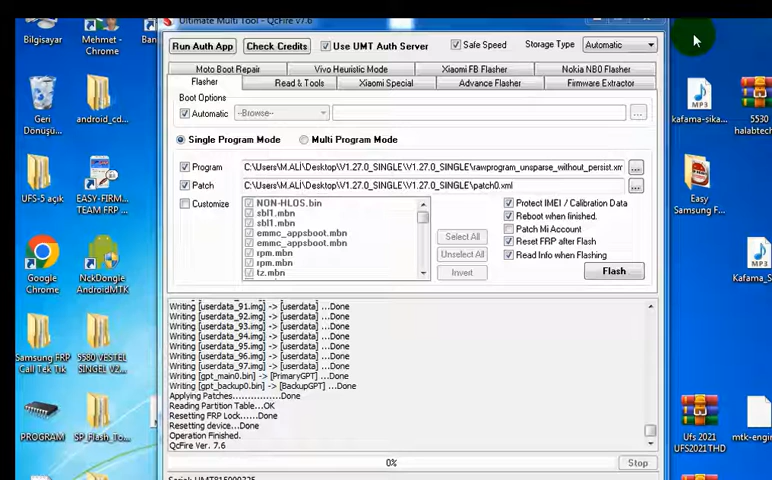 Ultimate Multi Tool - QcFire v7.6
Run Auth App
Check Credits
Use UMT Auth Server
Safe Speed
Storage Type
Automatic
Moto Boot Repair
Vivo Heuristic Mode
Xiaomi FB Flasher
Nokia NB0 Flasher
Flasher
Read & Tools
Xiaomi Special
Advance Flasher
Firmware Extractor
Boot Options
Automatic
--Browse--
...
Single Program Mode
Multi Program Mode
Program
C:\Users\M.ALİ\Desktop\V1.27.0_SINGLE\V1.27.0_SINGLE\rawprogram_unsparse_without_persist.xm
...
Patch
C:\Users\M.ALİ\Desktop\V1.27.0_SINGLE\V1.27.0_SINGLE\patch0.xml
...
Customize
NON-HLOS.bin
sbl1.mbn
sbl1.mbn
emmc_appsboot.mbn
emmc_appsboot.mbn
rpm.mbn
rpm.mbn
tz.mbn
Select All
Unselect All
Invert
Protect IMEI / Calibration Data
Reboot when finished.
Patch Mi Account
Reset FRP after Flash
Read Info when Flashing
Flash
Writing [userdata_91.img] -> [userdata] ...Done
Writing [userdata_92.img] -> [userdata] ...Done
Writing [userdata_93.img] -> [userdata] ...Done
Writing [userdata_94.img] -> [userdata] ...Done
Writing [userdata_95.img] -> [userdata] ...Done
Writing [userdata_96.img] -> [userdata] ...Done
Writing [userdata_97.img] -> [userdata] ...Done
Writing [gpt_main0.bin] -> [PrimaryGPT] ...Done
Writing [gpt_backup0.bin] -> [BackupGPT] ...Done
Applying Patches...............Done
Reading Partition Table...OK
Resetting FRP Lock......Done
Resetting device...Done
Operation Finished.
QcFire Ver. 7.6
0%
Stop
Bilgisayar
Mehmet -
Chrome
Geri
Dönüşü...
android_cd...
UFS-5 açık
EASY-FIRM...
TEAM FRP ...
Google
Chrome
NckDongle
AndroidMTK
Samsung FRP
Call Tek Tik
5580 VESTEL
SINGEL V2...
PROGRAM
SP_Flash_To...
kafama-sika...
5530
halabtech
Easy
Samsung F...
Kafama_S
Ufs 2021
UFS2021THD
mtk-engin